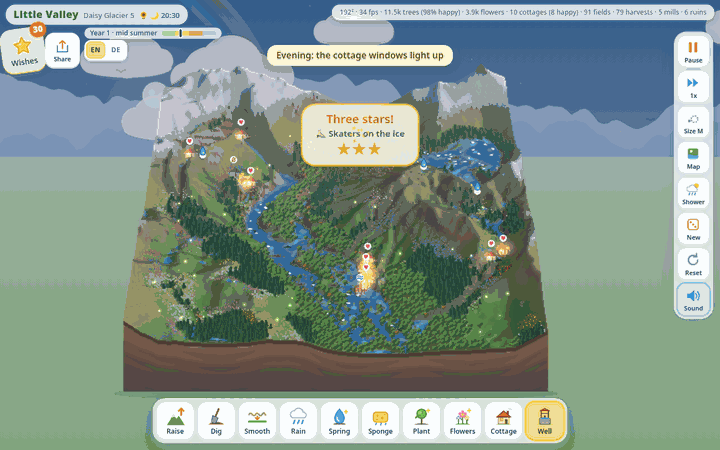 Little Valley Daisy Glacier 5 20:30
192² · 34 fps · 11.5k trees (98% happy) · 3.9k flowers · 10 cottages (8 happy) · 91 fields · 79 harvests · 5 mills · 6 ruins
30
Wishes
Share
Year 1 · mid summer
EN DE
Evening: the cottage windows light up
Three stars!
Skaters on the ice
Pause
1x
Size M
Map
Shower
New
Reset
Sound
Raise
Dig
Smooth
Rain
Spring
Sponge
Plant
Flowers
Cottage
Well